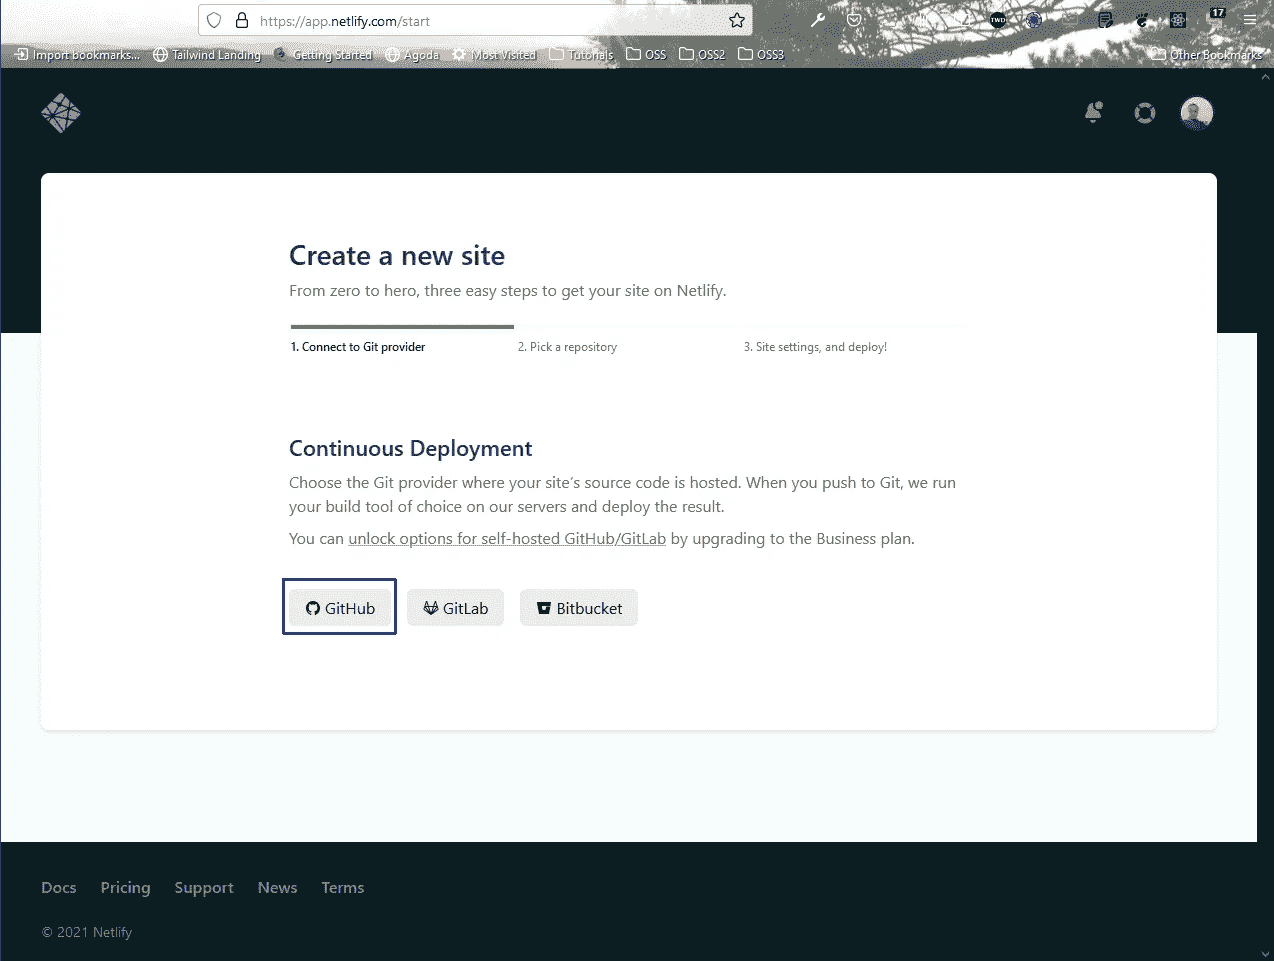 https://app.netlify.com/start
TWD
17
Import bookmarks...
Tailwind Landing
Getting Started
Agoda
Most Visited
Tutorials
OSS
OSS2
OSS3
Other Bookmarks
Create a new site
From zero to hero, three easy steps to get your site on Netlify.
1. Connect to Git provider
2. Pick a repository
3. Site settings, and deploy!
Continuous Deployment
Choose the Git provider where your site's source code is hosted. When you push to Git, we run
your build tool of choice on our servers and deploy the result.
You can unlock options for self-hosted GitHub/GitLab by upgrading to the Business plan.
GitHub
GitLab
Bitbucket
Docs
Pricing
Support
News
Terms
© 2021 Netlify